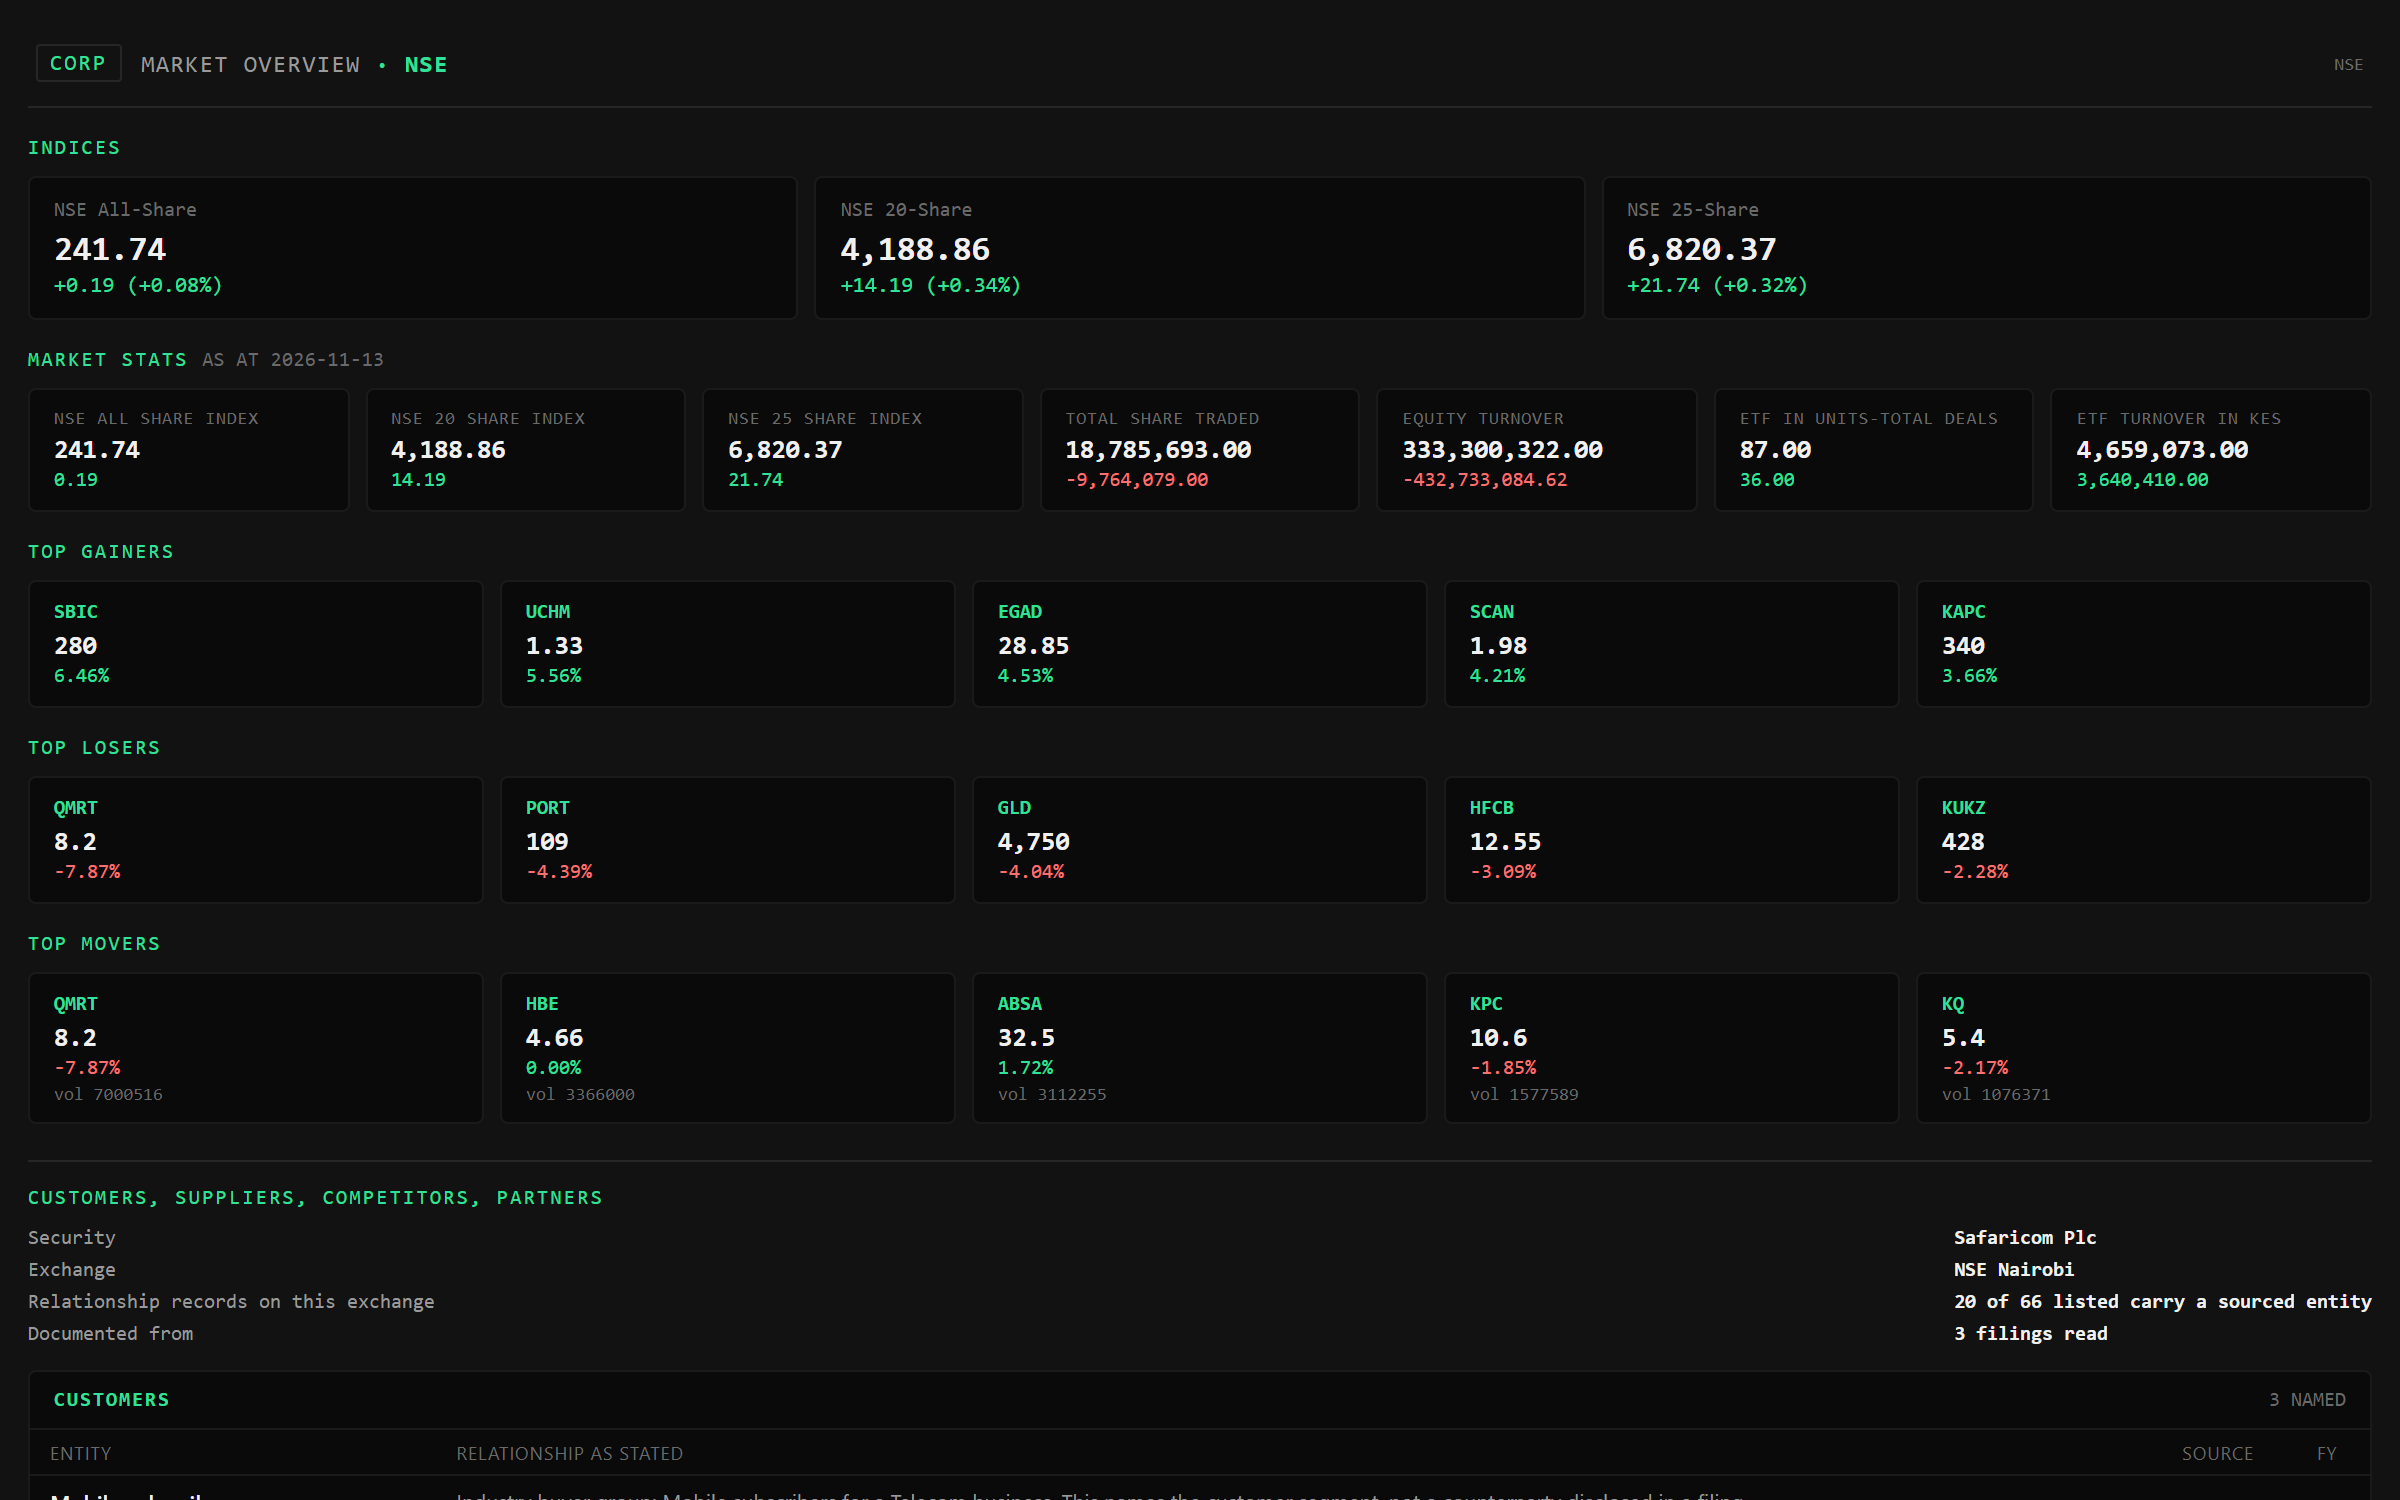 CORP MARKET OVERVIEW • NSE NSE
INDICES
NSE All-Share NSE 20-Share NSE 25-Share
241.74 4,188.86 6,820.37
+0.19 (+0.08%) +14.19 (+0.34%) +21.74 (+0.32%)
MARKET STATS AS AT 2026-11-13
NSE ALL SHARE INDEX NSE 20 SHARE INDEX NSE 25 SHARE INDEX TOTAL SHARE TRADED EQUITY TURNOVER ETF IN UNITS-TOTAL DEALS ETF TURNOVER IN KES
241.74 4,188.86 6,820.37 18,785,693.00 333,300,322.00 87.00 4,659,073.00
0.19 14.19 21.74 -9,764,079.00 -432,733,084.62 36.00 3,640,410.00
TOP GAINERS
SBIC UCHM EGAD SCAN KAPC
280 1.33 28.85 1.98 340
6.46% 5.56% 4.53% 4.21% 3.66%
TOP LOSERS
QMRT PORT GLD HFCB KUKZ
8.2 109 4,750 12.55 428
-7.87% -4.39% -4.04% -3.09% -2.28%
TOP MOVERS
QMRT HBE ABSA KPC KQ
8.2 4.66 32.5 10.6 5.4
-7.87% 0.00% 1.72% -1.85% -2.17%
vol 7000516 vol 3366000 vol 3112255 vol 1577589 vol 1076371
CUSTOMERS, SUPPLIERS, COMPETITORS, PARTNERS
Security Safaricom Plc
Exchange NSE Nairobi
Relationship records on this exchange 20 of 66 listed carry a sourced entity
Documented from 3 filings read
CUSTOMERS 3 NAMED
ENTITY RELATIONSHIP AS STATED SOURCE FY